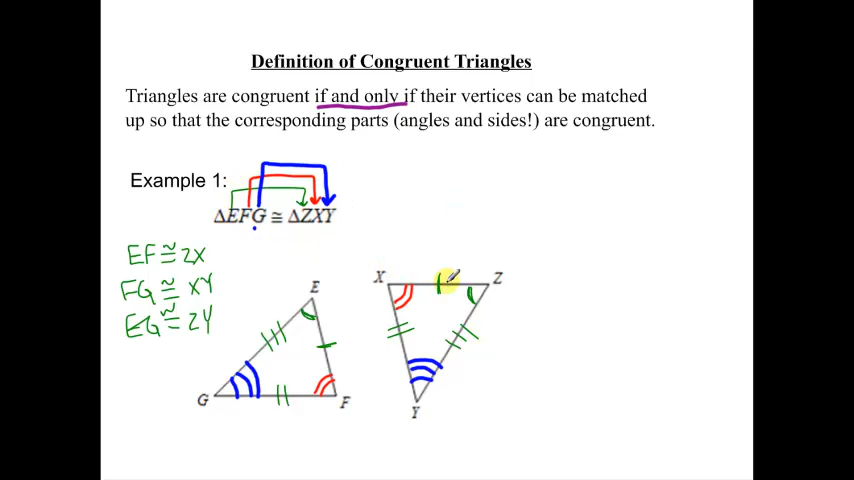 Definition of Congruent Triangles
Triangles are congruent if and only if their vertices can be matched
up so that the corresponding parts (angles and sides!) are congruent.
Example 1:
ΔEFG ≅ ΔZXY
EF ≅ ZX
FG ≅ XY
EG ≅ ZY
E
G
F
X
Z
Y